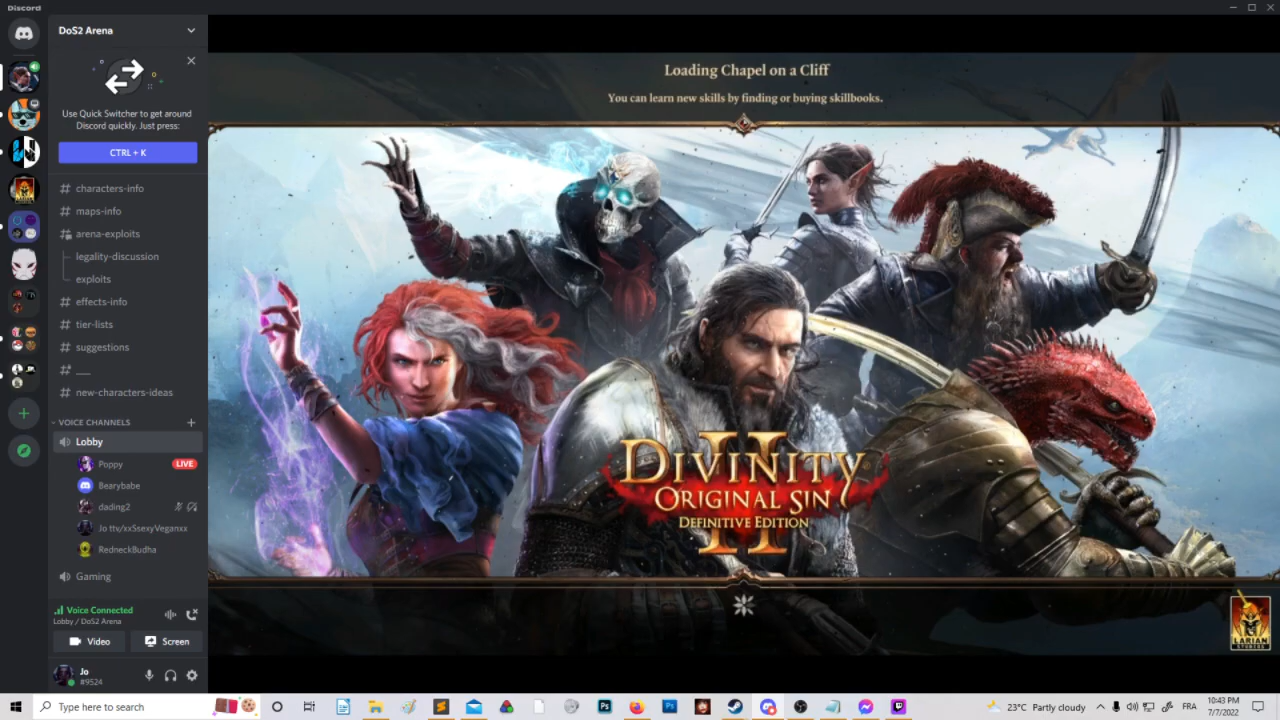 Discord
DoS2 Arena
Use Quick Switcher to get around
Discord quickly. Just press:
CTRL + K
# characters-info
# maps-info
# arena-exploits
legality-discussion
exploits
# effects-info
# tier-lists
# suggestions
# __
# new-characters-ideas
VOICE CHANNELS
Lobby
Poppy
LIVE
Bearybabe
dading2
Jo ttv/xxSsexyVeganxx
RedneckBudha
Gaming
Voice Connected
Lobby / DoS2 Arena
Video
Screen
Jo
#9524
Loading Chapel on a Cliff
You can learn new skills by finding or buying skillbooks.
DIVINITY
II
ORIGINAL SIN
DEFINITIVE EDITION
LARIAN
STUDIOS
Type here to search
23°C Partly cloudy
FRA
10:43 PM
7/7/2022